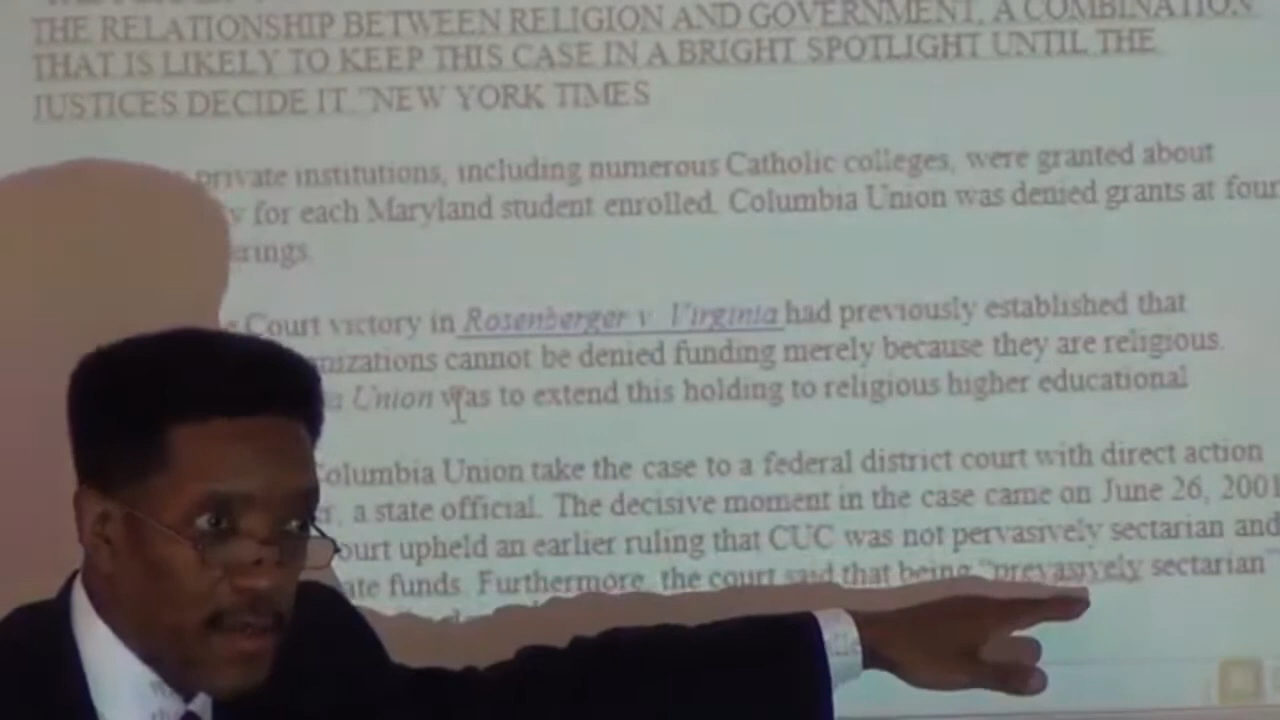 THE RELATIONSHIP BETWEEN RELIGION AND GOVERNMENT, A COMBINATION
THAT IS LIKELY TO KEEP THIS CASE IN A BRIGHT SPOTLIGHT UNTIL THE
JUSTICES DECIDE IT."NEW YORK TIMES
private institutions, including numerous Catholic colleges, were granted about
y for each Maryland student enrolled. Columbia Union was denied grants at four
erings.
Court victory in Rosenberger v. Virginia had previously established that
nizations cannot be denied funding merely because they are religious.
a Union was to extend this holding to religious higher educational
Columbia Union take the case to a federal district court with direct action
r, a state official. The decisive moment in the case came on June 26, 2001
ourt upheld an earlier ruling that CUC was not pervasively sectarian and
ate funds. Furthermore, the court said that being "prevasively sectarian"